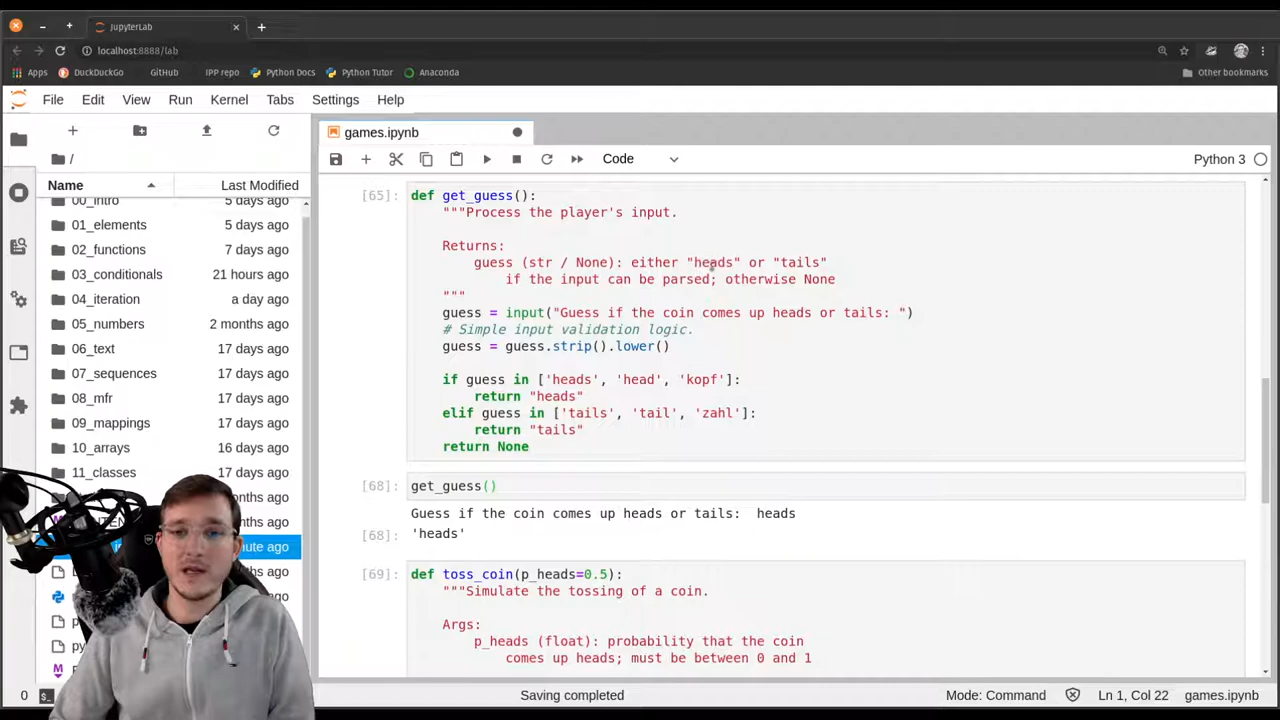 JupyterLab
localhost:8888/lab
Apps DuckDuckGo GitHub IPP repo Python Docs Python Tutor Anaconda Other bookmarks
File Edit View Run Kernel Tabs Settings Help
games.ipynb
/
Code Python 3
Name Last Modified
00_intro 5 days ago
01_elements 5 days ago
02_functions 7 days ago
03_conditionals 21 hours ago
04_iteration a day ago
05_numbers 2 months ago
06_text 17 days ago
07_sequences 17 days ago
08_mfr 17 days ago
09_mappings 17 days ago
10_arrays 16 days ago
11_classes 17 days ago
ago
ago
ago
ago
ago
ago
ago
[65]: def get_guess():
"""Process the player's input.
Returns:
guess (str / None): either "heads" or "tails"
if the input can be parsed; otherwise None
"""
guess = input("Guess if the coin comes up heads or tails: ")
# Simple input validation logic.
guess = guess.strip().lower()
if guess in ['heads', 'head', 'kopf']:
return "heads"
elif guess in ['tails', 'tail', 'zahl']:
return "tails"
return None
[68]: get_guess()
Guess if the coin comes up heads or tails: heads
[68]: 'heads'
[69]: def toss_coin(p_heads=0.5):
"""Simulate the tossing of a coin.
Args:
p_heads (float): probability that the coin
comes up heads; must be between 0 and 1
0 $_ Saving completed Mode: Command Ln 1, Col 22 games.ipynb